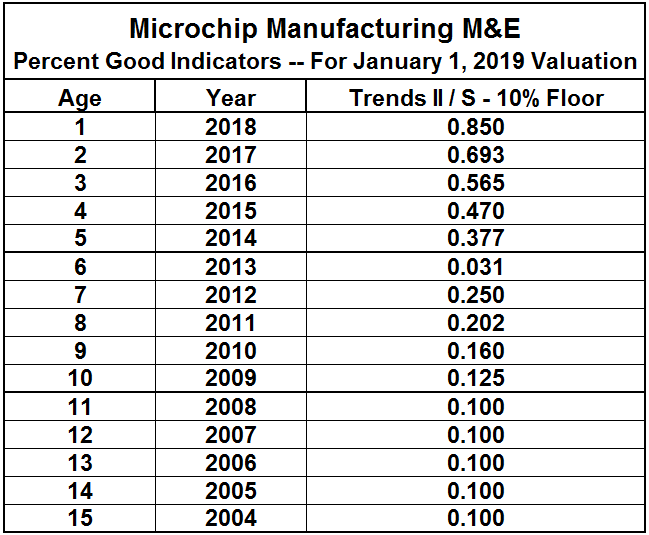 Microchip Manufacturing M&E
Percent Good Indicators -- For January 1, 2019 Valuation
Age Year Trends II / S - 10% Floor
1 2018 0.850
2 2017 0.693
3 2016 0.565
4 2015 0.470
5 2014 0.377
6 2013 0.031
7 2012 0.250
8 2011 0.202
9 2010 0.160
10 2009 0.125
11 2008 0.100
12 2007 0.100
13 2006 0.100
14 2005 0.100
15 2004 0.100